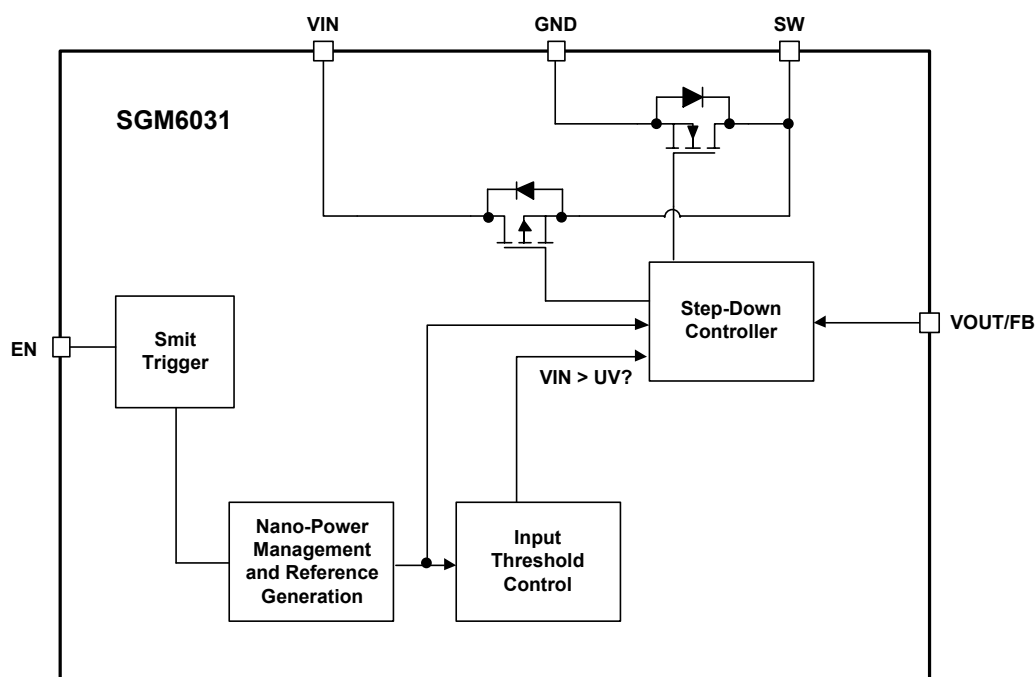 VIN
GND
SW
SGM6031
Smit
Trigger
EN
Step-Down
Controller
VOUT/FB
VIN > UV?
Nano-Power
Management
and Reference
Generation
Input
Threshold
Control